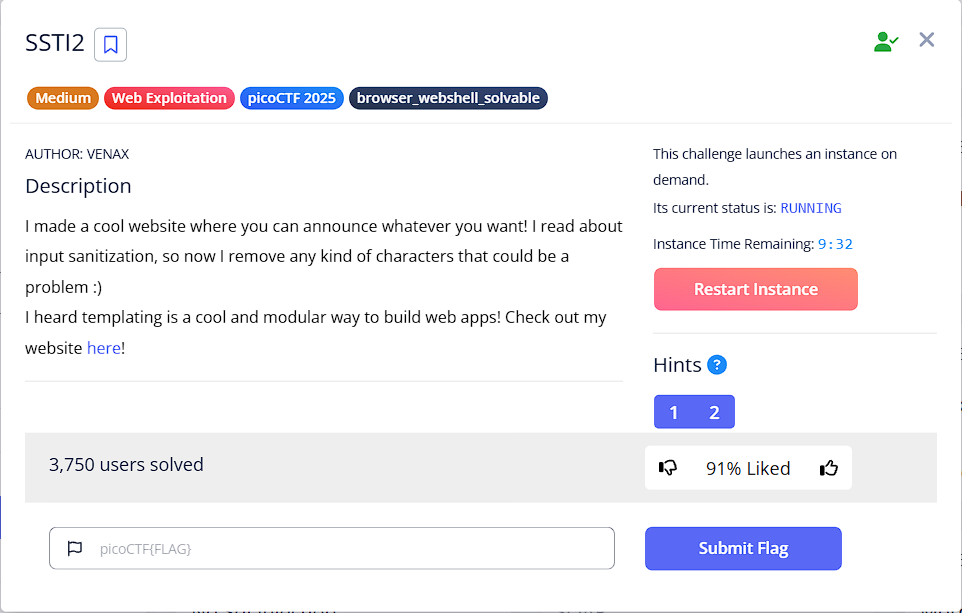 SSTI2
Medium Web Exploitation picoCTF 2025 browser_webshell_solvable
AUTHOR: VENAX
Description
I made a cool website where you can announce whatever you want! I read about
input sanitization, so now I remove any kind of characters that could be a
problem :)
I heard templating is a cool and modular way to build web apps! Check out my
website here!
This challenge launches an instance on
demand.
Its current status is: RUNNING
Instance Time Remaining: 9:32
Restart Instance
Hints ?
1 2
3,750 users solved
91% Liked
picoCTF{FLAG}
Submit Flag